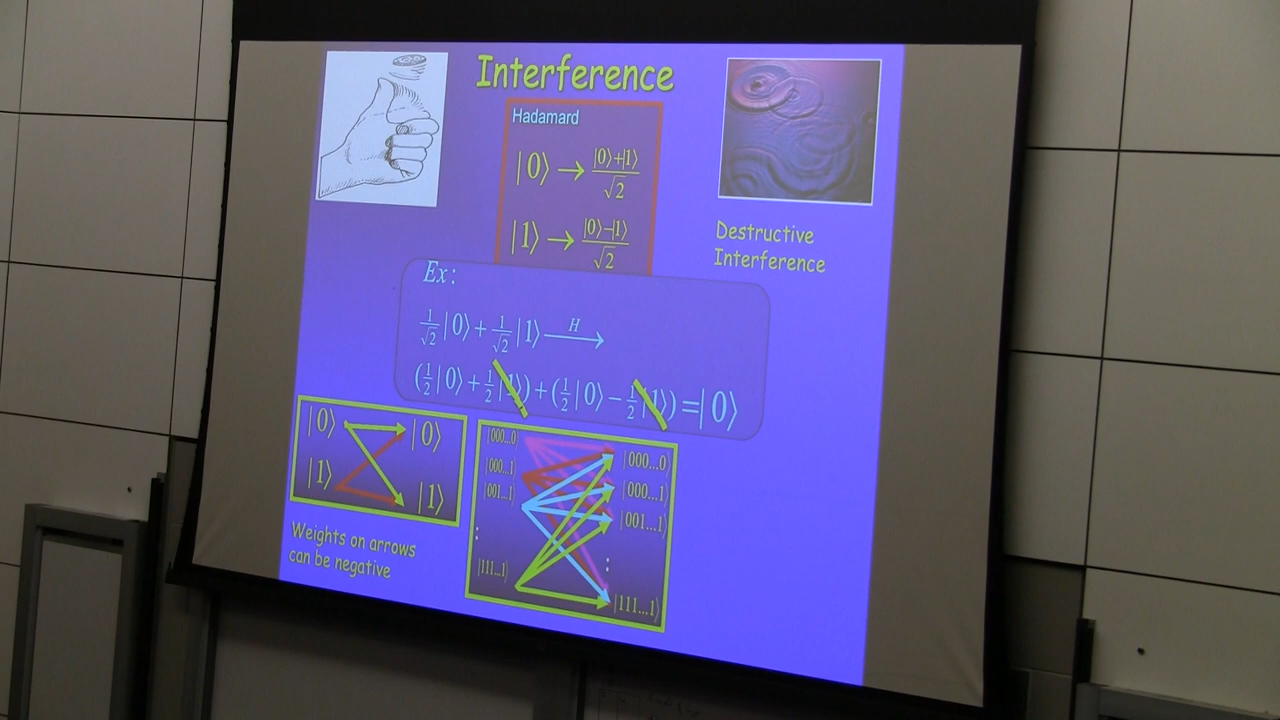 Interference
Hadamard
|0⟩ → |0⟩+|1⟩ / √2
|1⟩ → |0⟩−|1⟩ / √2
Destructive
Interference
Ex:
1/√2 |0⟩ + 1/√2 |1⟩ —H→
(1/2 |0⟩ + 1/2 |1⟩) + (1/2 |0⟩ − 1/2 |1⟩) = |0⟩
|0⟩ |0⟩
|1⟩ |1⟩
Weights on arrows
can be negative
|000...0⟩ |000...0⟩
|000...1⟩ |000...1⟩
|001...1⟩ |001...1⟩
⋮ ⋮
|111...1⟩ |111...1⟩